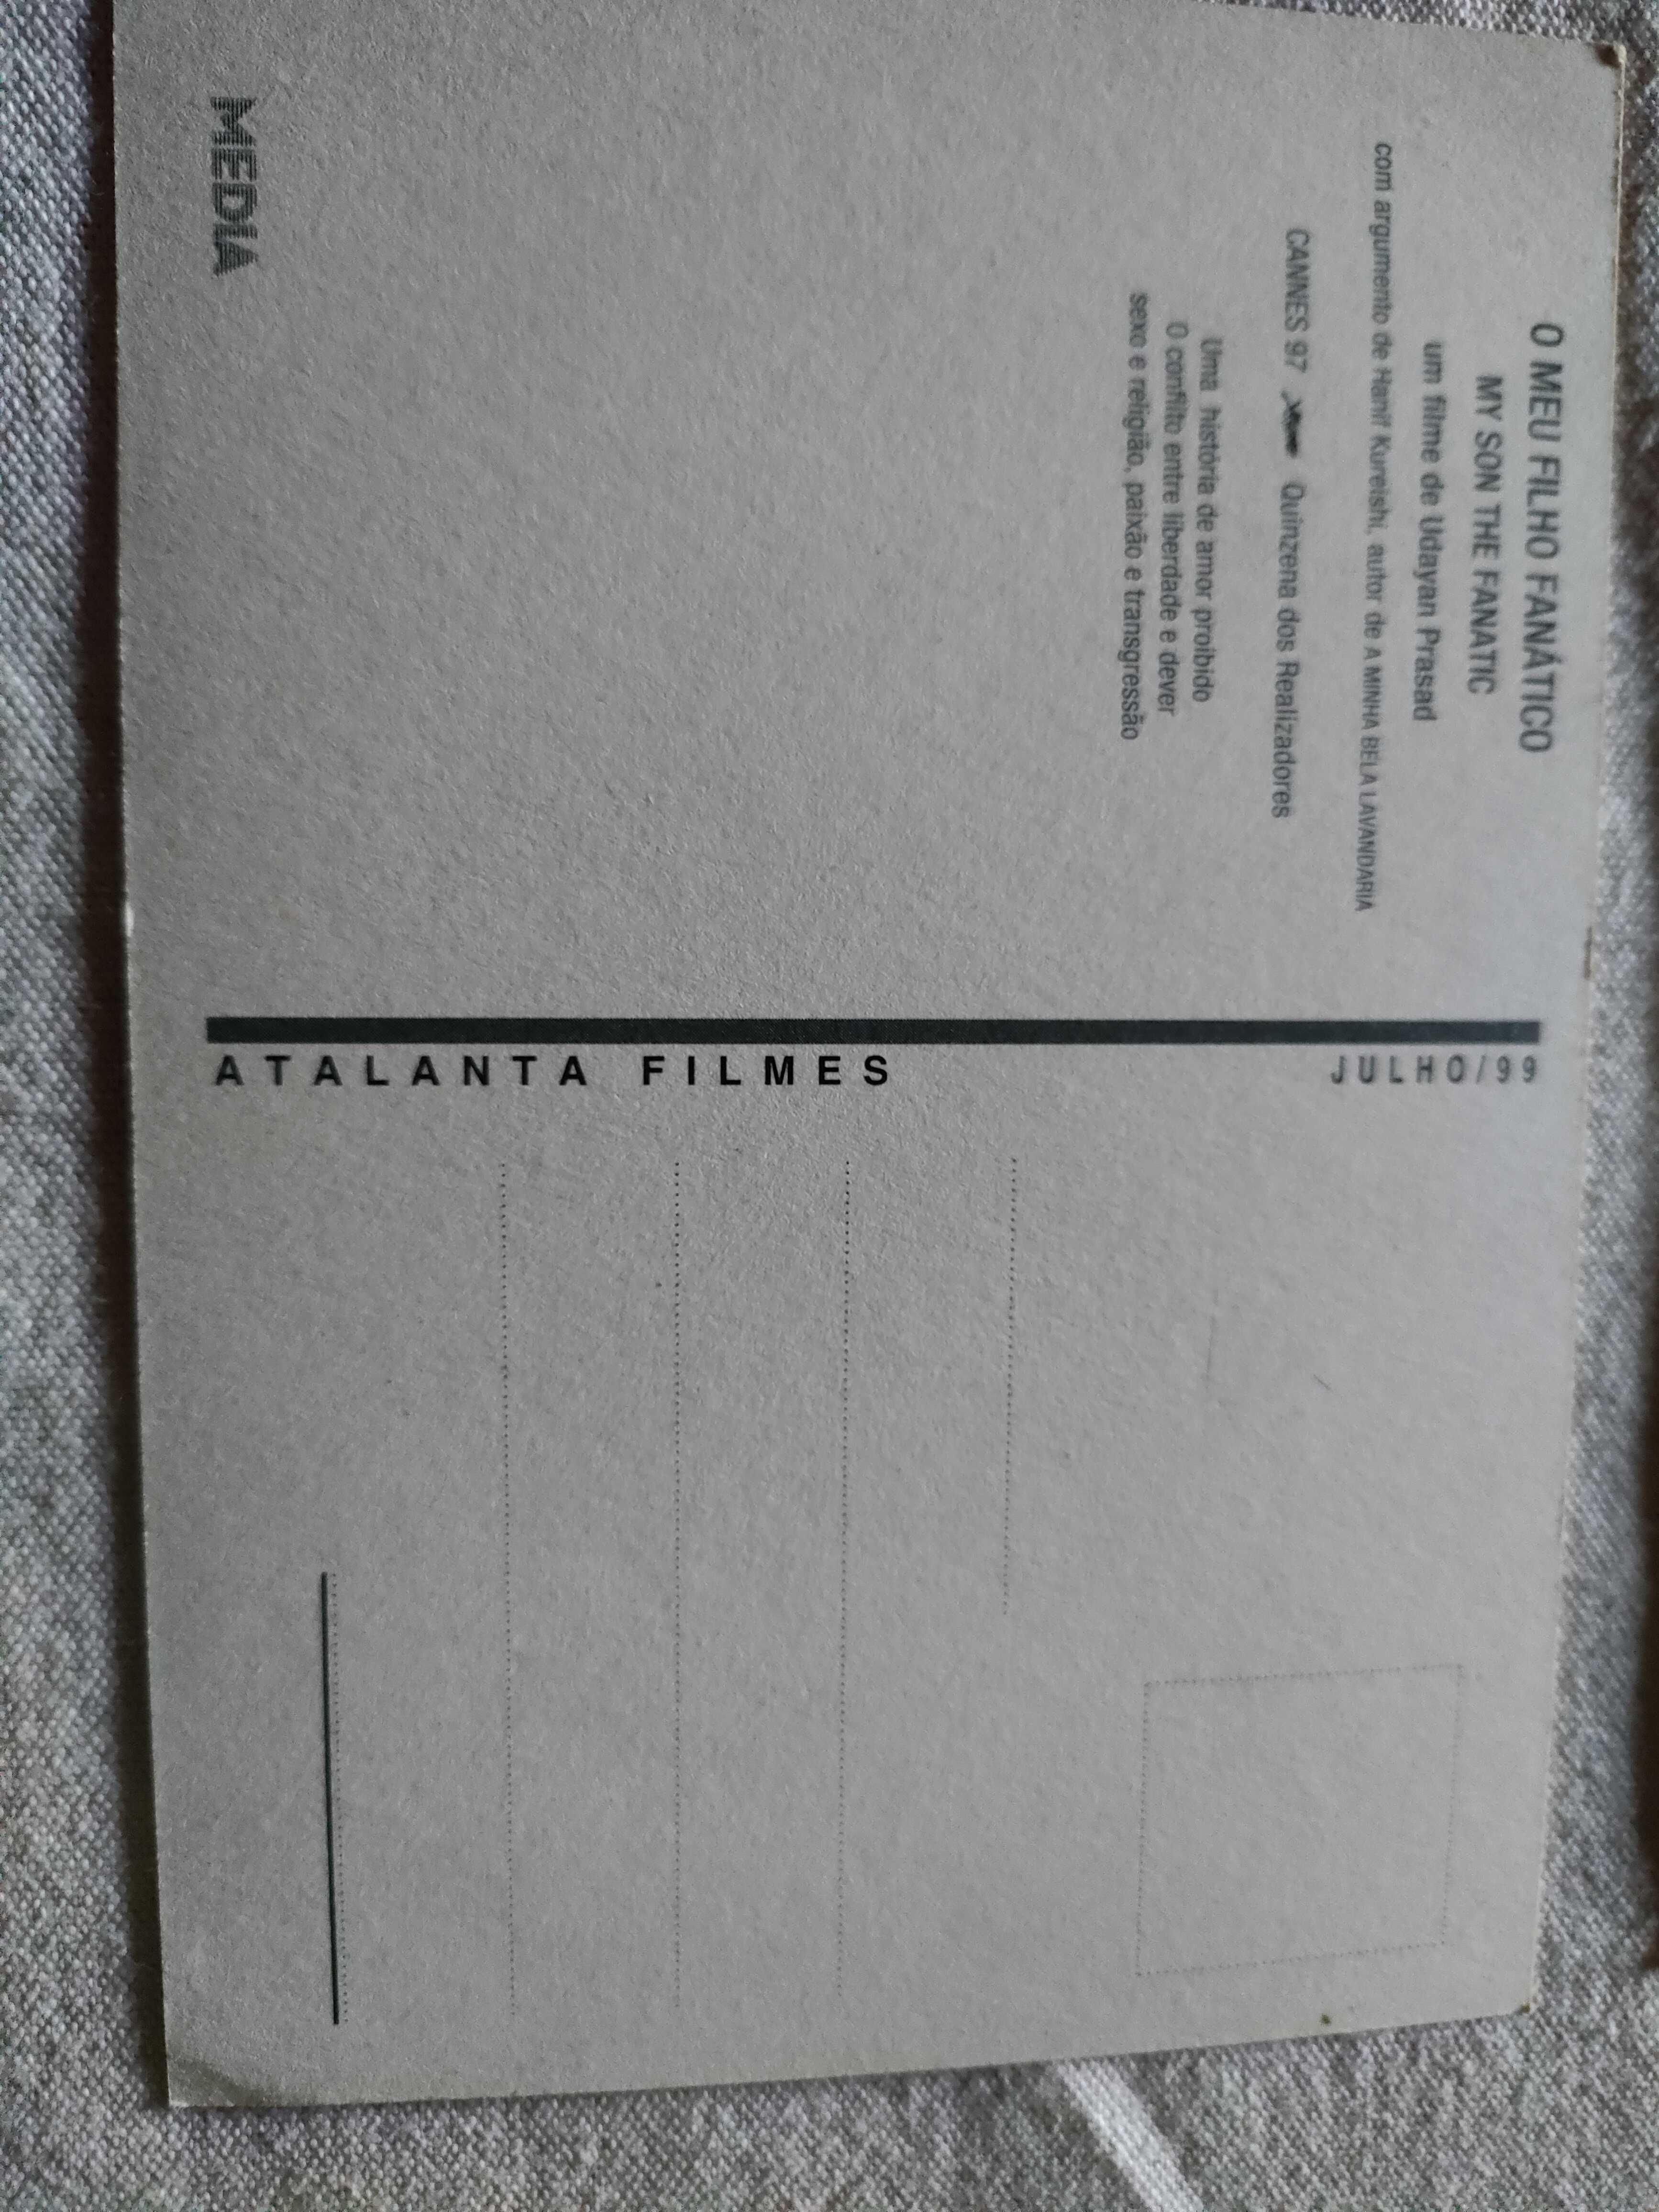 O MEU FILHO FANÁTICO
MY SON THE FANATIC
um filme de Udayan Prasad
com argumento de Hanif Kureishi, autor de A MINHA BELA LAVANDARIA
CANNES 97 Quinzena dos Realizadores
Uma história de amor proibido
O conflito entre liberdade e dever
sexo e religião, paixão e transgressão
MEDIA
ATALANTA FILMES
JULHO/99